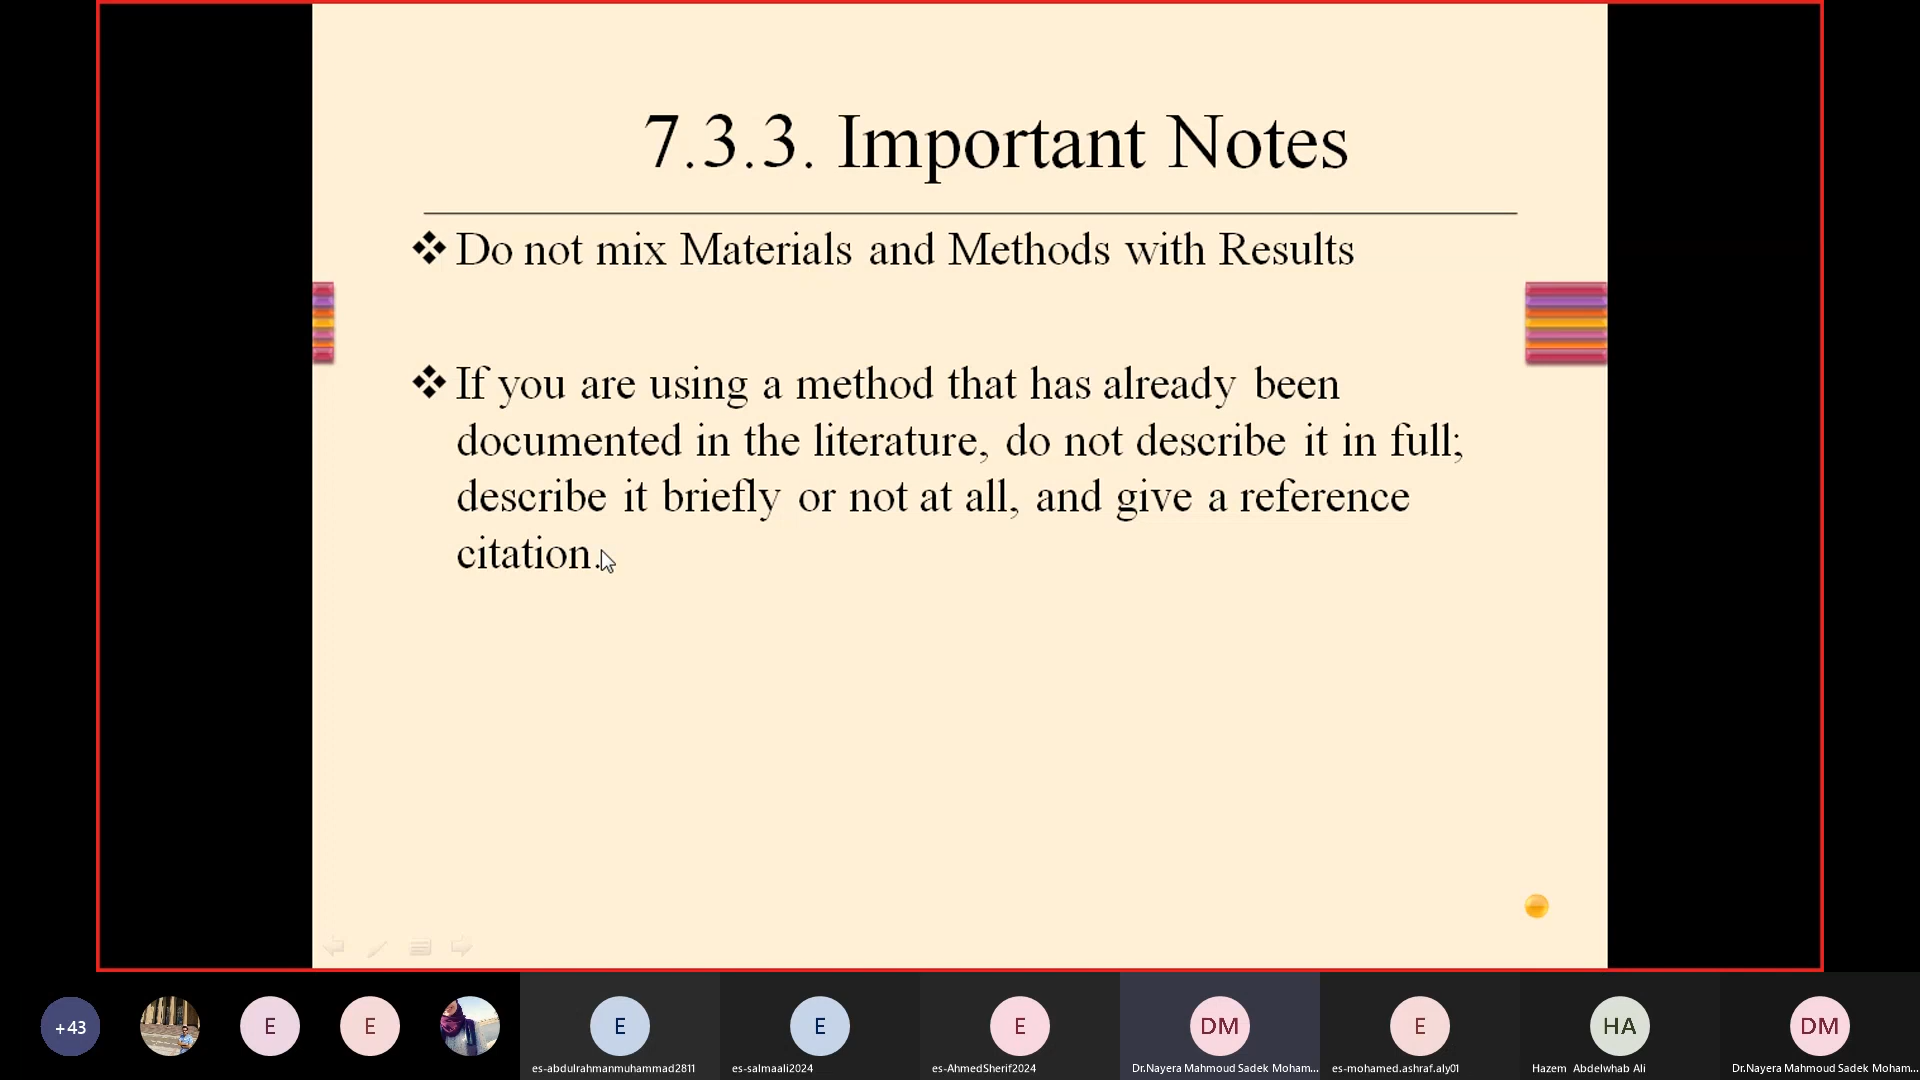 7.3.3. Important Notes
❖ Do not mix Materials and Methods with Results
❖ If you are using a method that has already been
documented in the literature, do not describe it in full;
describe it briefly or not at all, and give a reference
citation.
+43
E
E
E
E
E
DM
E
HA
DM
es-abdulrahmanmuhammad2811
es-salmaali2024
es-AhmedSherif2024
Dr.Nayera Mahmoud Sadek Moham...
es-mohamed.ashraf.aly01
Hazem Abdelwhab Ali
Dr.Nayera Mahmoud Sadek Moham...